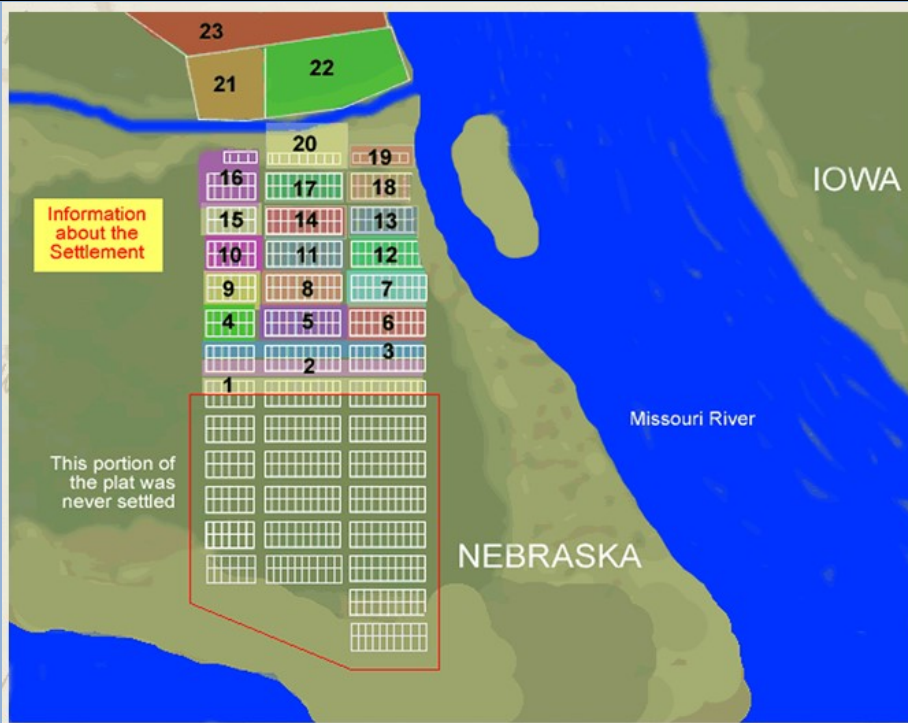 23
21
22
20
19
16
17
18
IOWA
Information
about the
Settlement
15
14
13
10
11
12
9
8
7
4
5
6
3
2
1
Missouri River
This portion of
the plat was
never settled
NEBRASKA